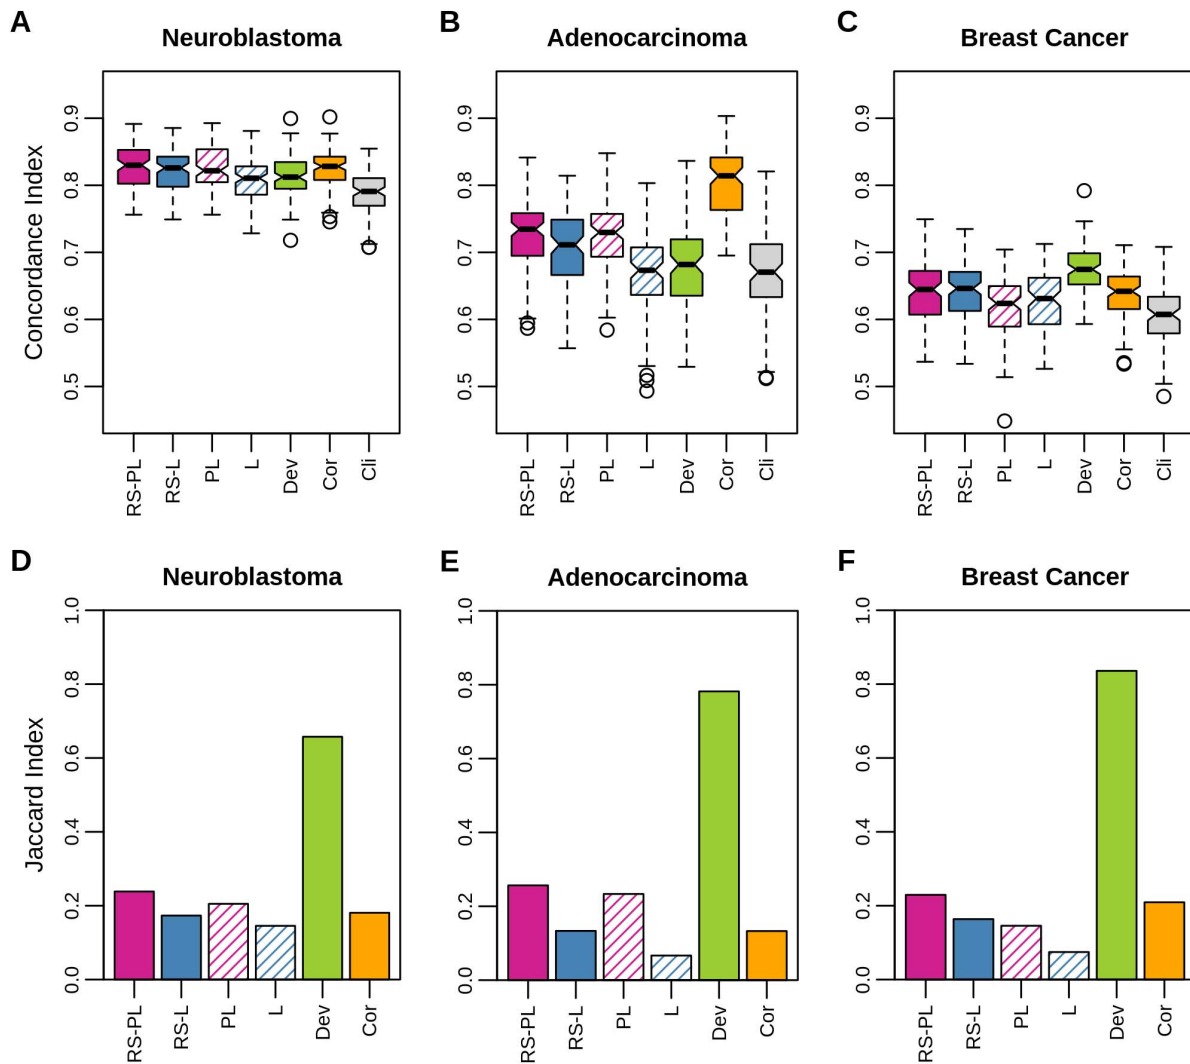 A
Neuroblastoma
B
Adenocarcinoma
C
Breast Cancer
Concordance Index
0.9
0.8
0.7
0.6
0.5
RS-PL
RS-L
PL
L
Dev
Cor
Cli
0.9
0.8
0.7
0.6
0.5
RS-PL
RS-L
PL
L
Dev
Cor
Cli
0.9
0.8
0.7
0.6
0.5
RS-PL
RS-L
PL
L
Dev
Cor
Cli
D
Neuroblastoma
E
Adenocarcinoma
F
Breast Cancer
Jaccard Index
1.0
0.8
0.6
0.4
0.2
0.0
RS-PL
RS-L
PL
L
Dev
Cor
1.0
0.8
0.6
0.4
0.2
0.0
RS-PL
RS-L
PL
L
Dev
Cor
1.0
0.8
0.6
0.4
0.2
0.0
RS-PL
RS-L
PL
L
Dev
Cor